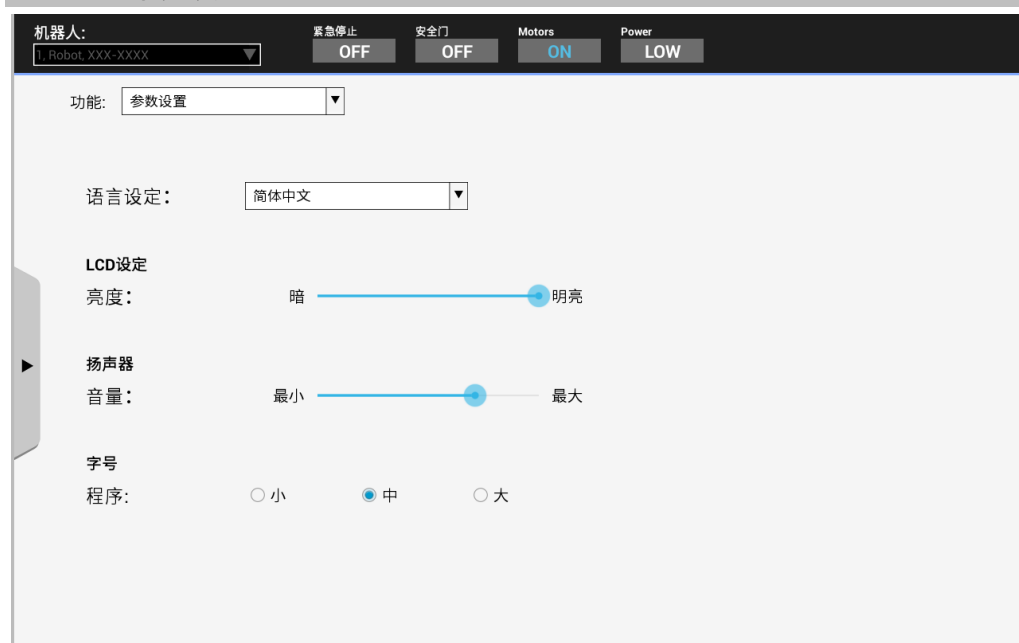 机器人: 紧急停止 安全门 Motors Power
1, Robot, XXX-XXXX OFF OFF ON LOW
功能: 参数设置
语言设定: 简体中文
LCD设定
亮度: 暗 明亮
扬声器
音量: 最小 最大
字号
程序: 小 中 大